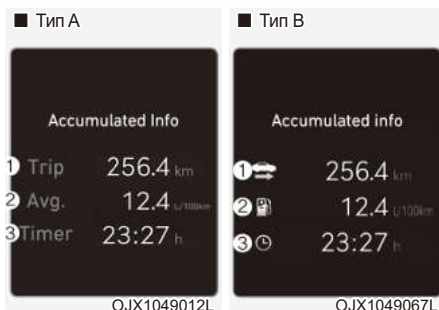 ■ Тип A
Accumulated Info
① Trip 256.4 km
② Avg. 12.4 L/100km
③ Timer 23:27 h
OJX1049012L
■ Тип B
Accumulated info
① 256.4 km
② 12.4 L/100km
③ 23:27 h
OJX1049067L